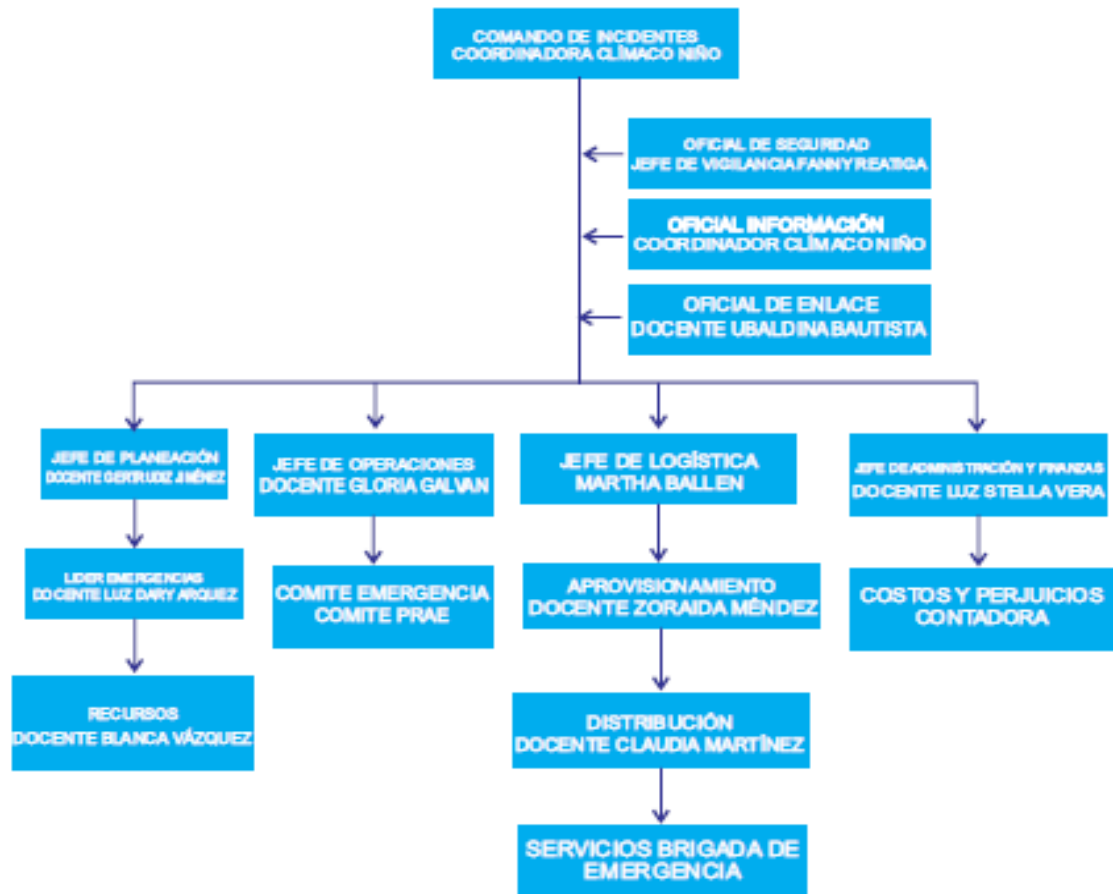 COMANDO DE INCIDENTES
COORDINADORA CLÍMACO NIÑO
OFICIAL DE SEGURIDAD
JEFE DE VIGILANCIA FANNY REATIGA
OFICIAL INFORMACIÓN
COORDINADOR CLÍMACO NIÑO
OFICIAL DE ENLACE
DOCENTE UBALDINA BAUTISTA
JEFE DE PLANEACIÓN
DOCENTE GERTRUDIZ JIMÉNEZ
JEFE DE OPERACIONES
DOCENTE GLORIA GALVAN
JEFE DE LOGÍSTICA
MARTHA BALLEN
JEFE DE ADMINISTRACIÓN Y FINANZAS
DOCENTE LUZ STELLA VERA
LIDER EMERGENCIAS
DOCENTE LUZ DARY ARQUEZ
COMITE EMERGENCIA
COMITE PRAE
APROVISIONAMIENTO
DOCENTE ZORAIDA MÉNDEZ
COSTOS Y PERJUICIOS
CONTADORA
RECURSOS
DOCENTE BLANCA VÁZQUEZ
DISTRIBUCIÓN
DOCENTE CLAUDIA MARTÍNEZ
SERVICIOS BRIGADA DE
EMERGENCIA